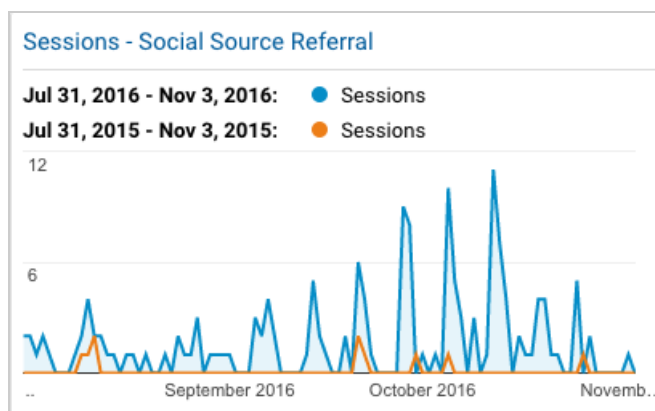 Sessions - Social Source Referral
Jul 31, 2016 - Nov 3, 2016: Sessions
Jul 31, 2015 - Nov 3, 2015: Sessions
12
6
.. September 2016 October 2016 Novemb..